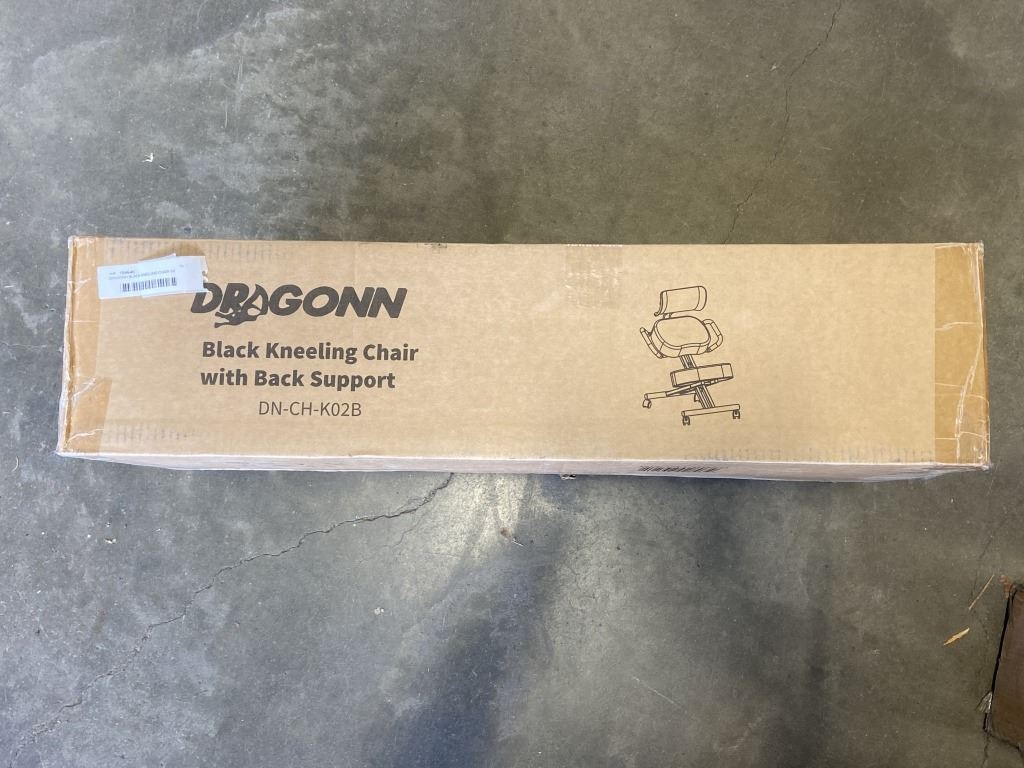 DRAGONN
Black Kneeling Chair
with Back Support
DN-CH-K02B